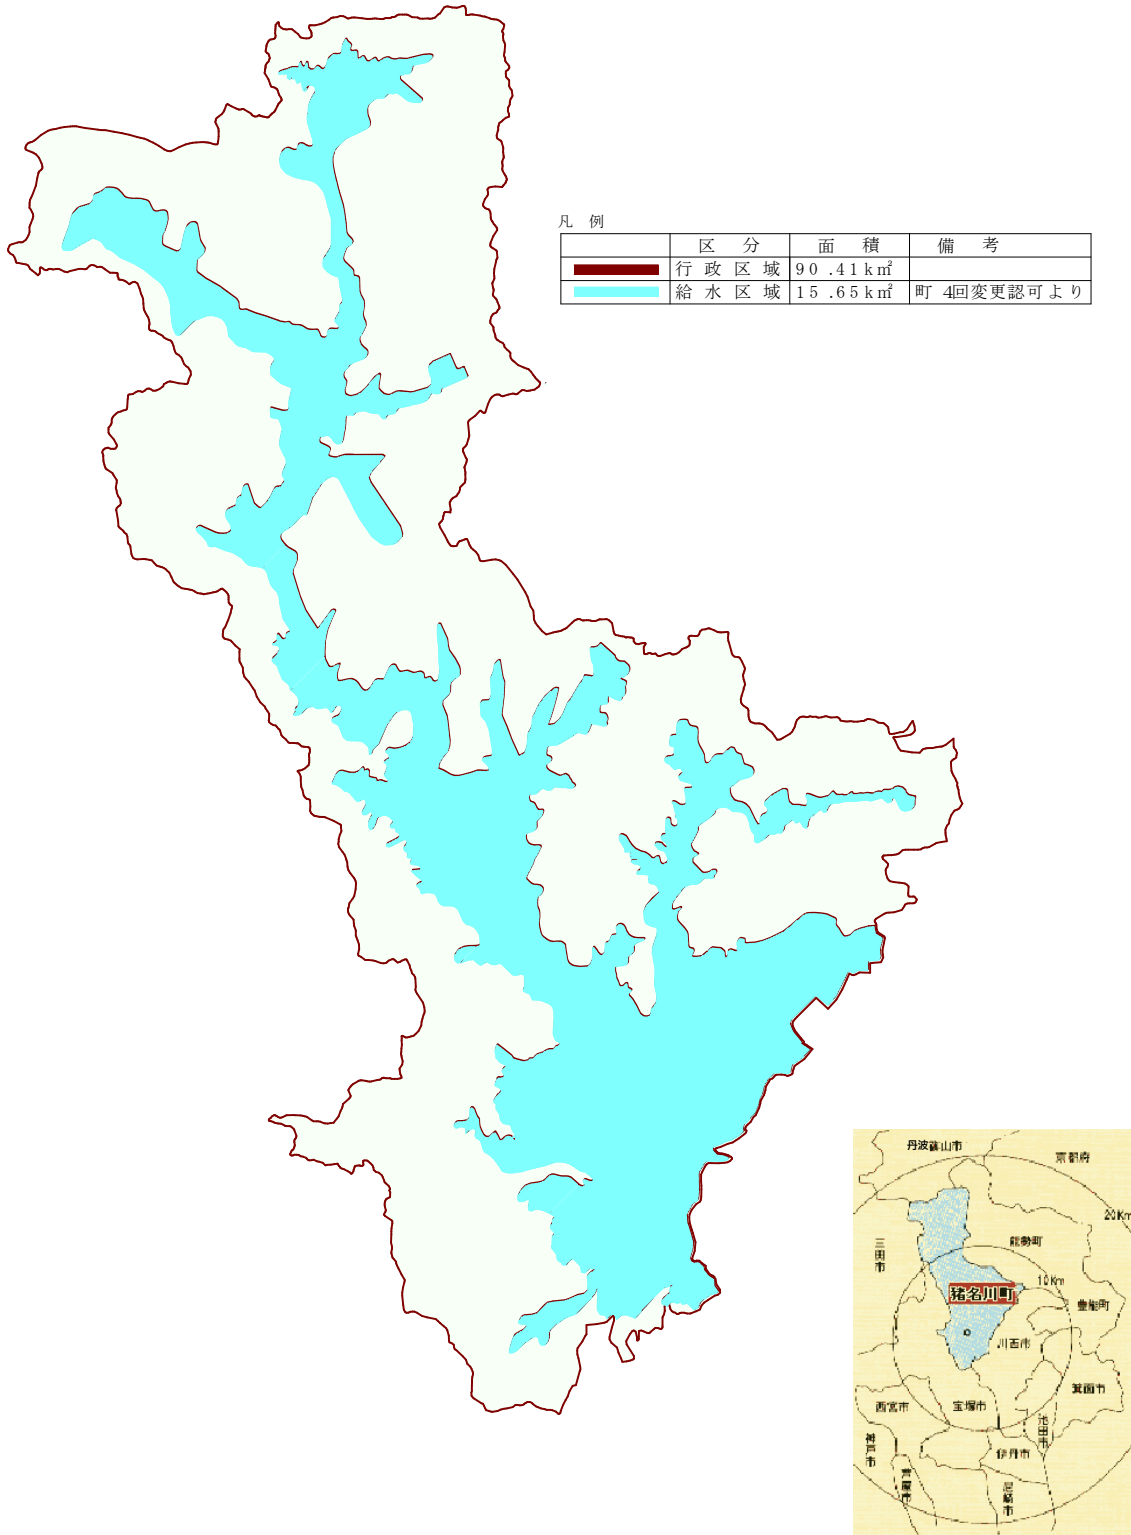 凡 例
区 分 面 積 備 考
行 政 区 域 90.41k㎡
給 水 区 域 15.65k㎡ 町 4回変更認可より
丹波篠山市
京都府
20Km
三田市
能勢町
10Km
猪名川町
豊能町
川西市
箕面市
西宮市
宝塚市
池田市
神戸市
伊丹市
芦屋市
尼崎市